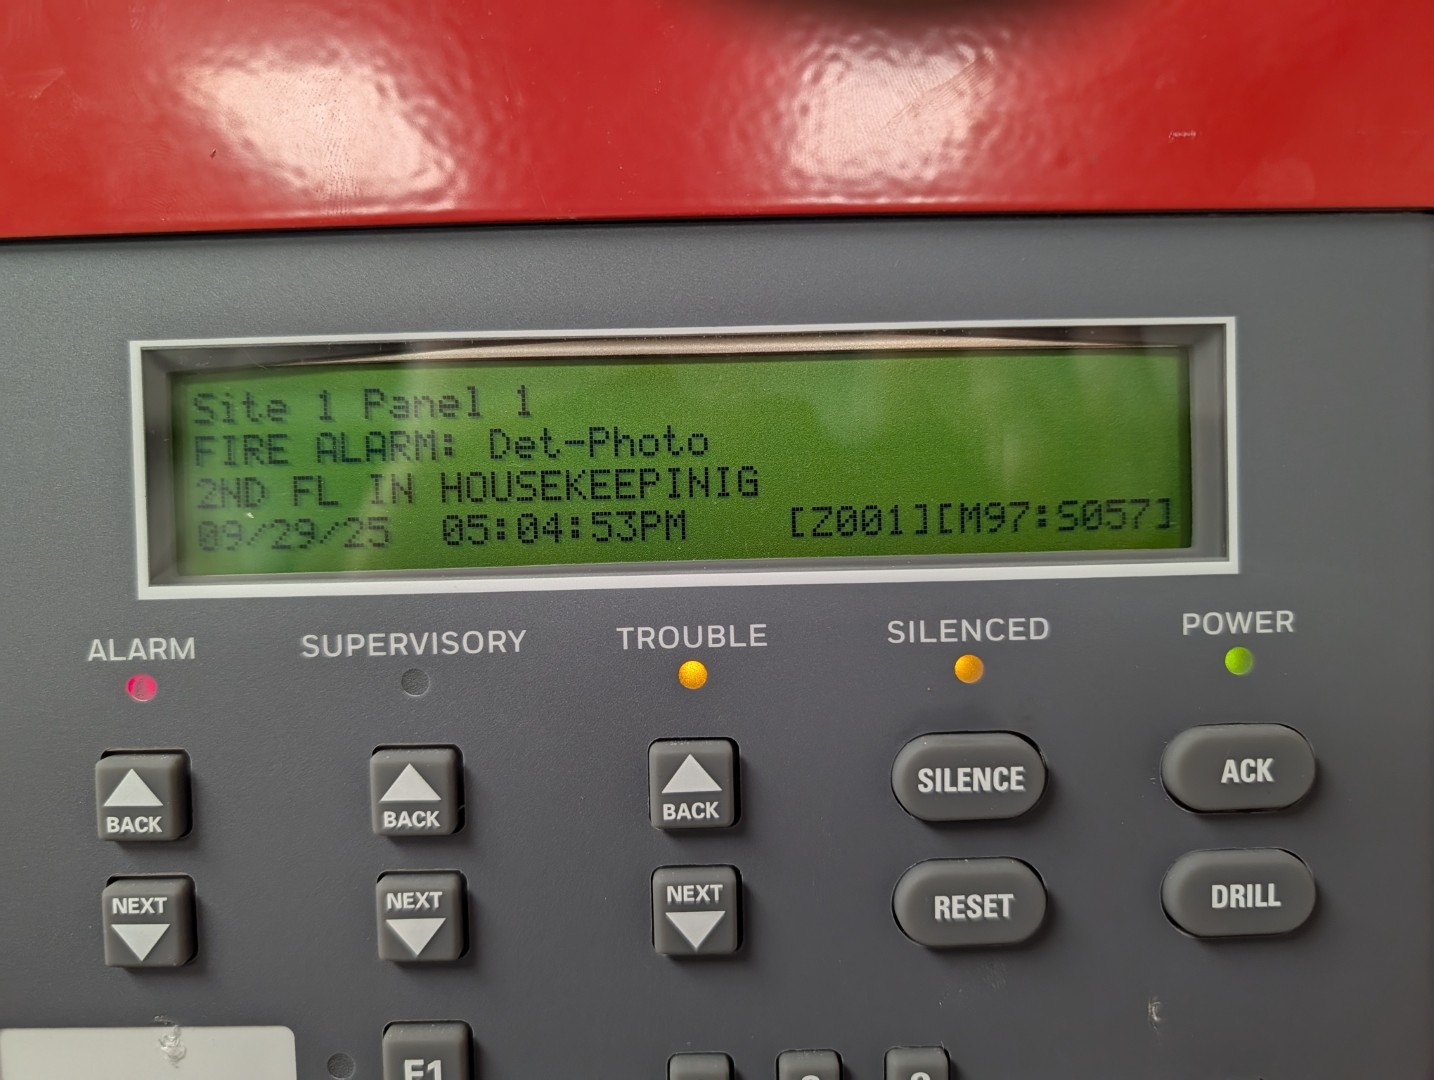 Site 1 Panel 1
FIRE ALARM: Det-Photo
2ND FL IN HOUSEKEEPINIG
09/29/25 05:04:53PM [Z001][M97:S057]
ALARM SUPERVISORY TROUBLE SILENCED POWER
BACK BACK BACK SILENCE ACK
NEXT NEXT NEXT RESET DRILL
F1